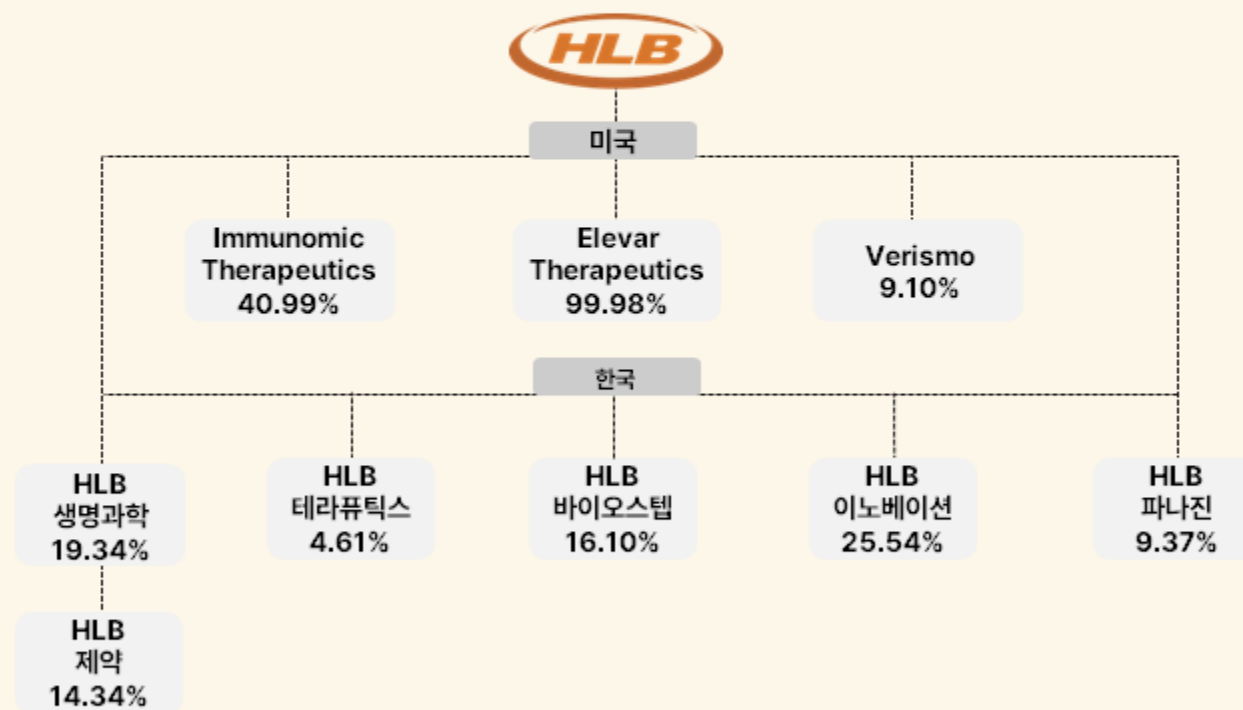 HLB
미국
Immunomic
Therapeutics
40.99%
Elevar
Therapeutics
99.98%
Verismo
9.10%
한국
HLB
생명과학
19.34%
HLB
테라퓨틱스
4.61%
HLB
바이오스텝
16.10%
HLB
이노베이션
25.54%
HLB
파나진
9.37%
HLB
제약
14.34%